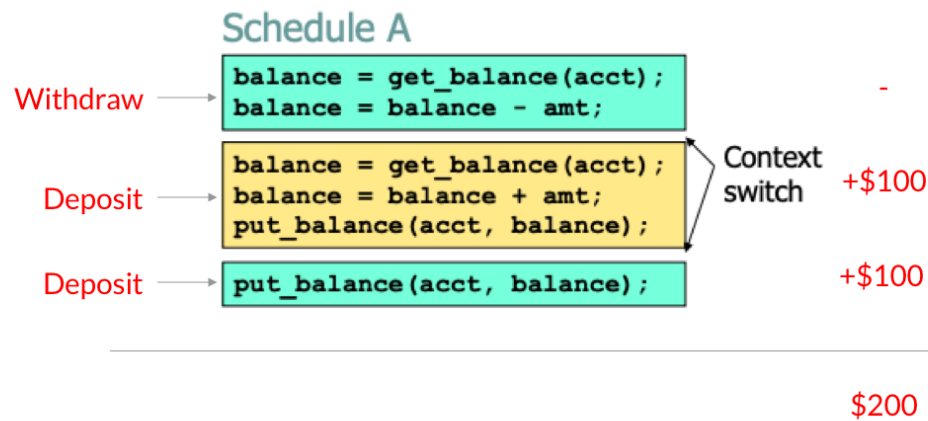 Schedule A
Withdraw
balance = get_balance(acct);
balance = balance - amt;
-
Deposit
balance = get_balance(acct);
balance = balance + amt;
put_balance(acct, balance);
Context
switch
+$100
Deposit
put_balance(acct, balance);
+$100
$200